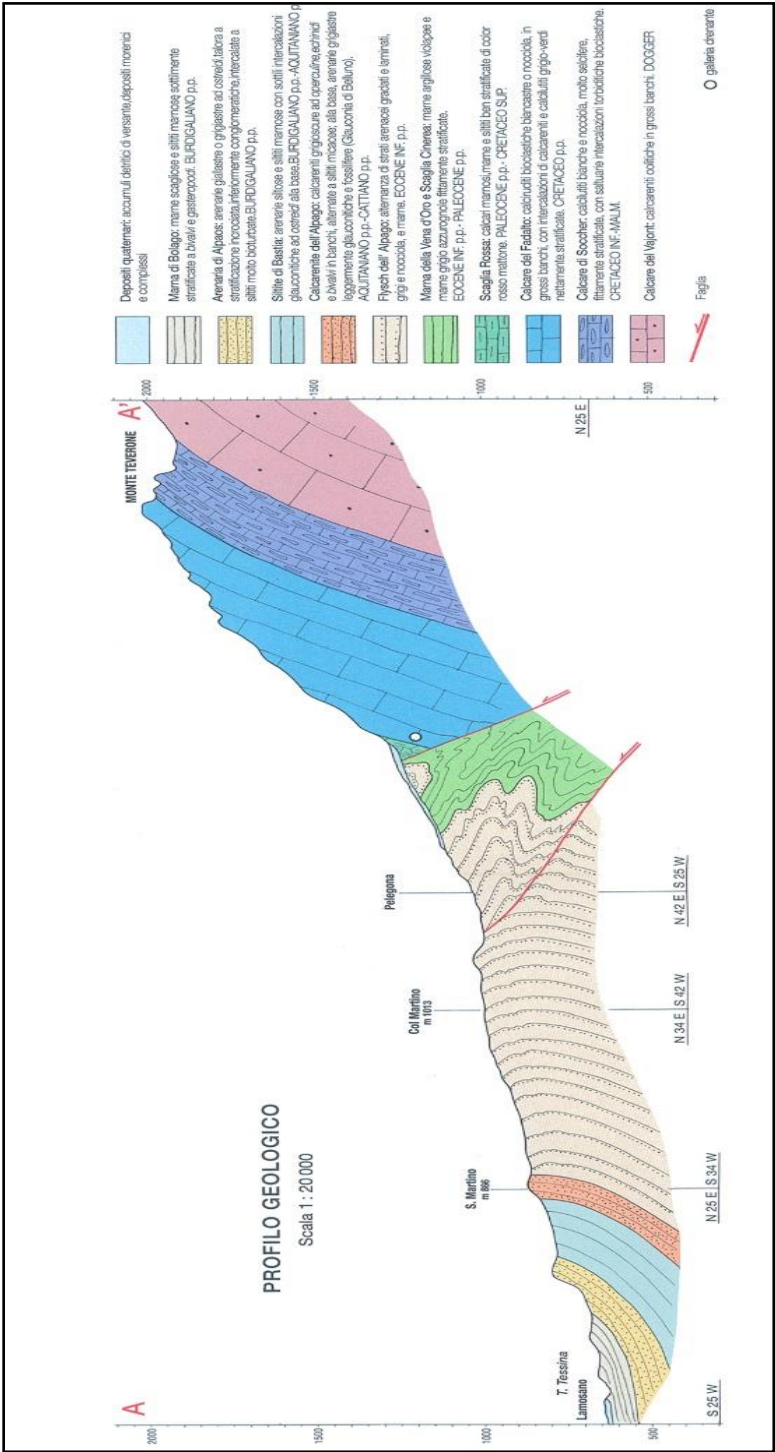 PROFILO GEOLOGICO
Scala 1 : 20000
A
A'
2000
1500
1000
500
2000
1500
1000
500
T. Tessina
Lamosano
S. Martino
m 866
Col Martino
m 1013
Pelegona
MONTE TEVERONE
S 25 W
N 25 E | S 34 W
N 34 E | S 42 W
N 42 E | S 25 W
N 25 E
Depositi quaternari: accumuli detritici di versante,depositi morenici
e complessi
Marna di Bolago: marne scagliose e siltiti marnose, sottilmente
stratificate a bivalvi e gasteropodi. BURDIGALIANO p.p.
Arenaria di Alpaos: arenarie giallastre o grigiastre ad ostreidi,talora a
stratificazione incrociata,inferiormente conglomeratiche,intercalate a
siltiti molto bioturbate.BURDIGALIANO p.p.
Siltite di Bastia: arenarie siltose e siltiti marnose con sottili intercalazioni
glauconitiche ad ostreidi alla base.BURDIGALIANO p.p.-AQUITANIANO p
Calcarenite dell'Alpago: calcareniti grigioscure ad operculine,echinidi
e bivalvi in banchi, alternate a siltiti micacee; alla base, arenarie grigiastre
leggermente glauconitiche e fossilifere (Glauconia di Belluno).
AQUITANIANO p.p.-CATTIANO p.p.
Flysch dell' Alpago: alternanza di strati arenacei gradati e laminati,
grigi e nocciola, e marne. EOCENE INF. p.p.
Marna della Vena d'Oro e Scaglia Cinerea: marne argillose violacee e
marne grigio azzurrognole fittamente stratificate.
EOCENE INF p.p.- PALEOCENE p.p.
Scaglia Rossa: calcari marnosi,marne e siltiti ben stratificate di color
rosso mattone. PALEOCENE p.p.- CRETACEO SUP.
Calcare del Fadalto: calciruditi bioclastiche biancastre o nocciola, in
grossi banchi, con intercalazioni di calcareniti e calcilutiti grigio-verdi
nettamente.stratificate. CRETACEO p.p.
Calcare di Soccher: calcilutiti bianche e nocciola, molto selcifere,
fittamente stratificate, con saltuarie intercalazioni torbiditiche bioclastiche.
CRETACEO INF.-MALM.
Calcare del Vajont: calcareniti oolitiche in grossi banchi. DOGGER
Faglia
galleria drenante